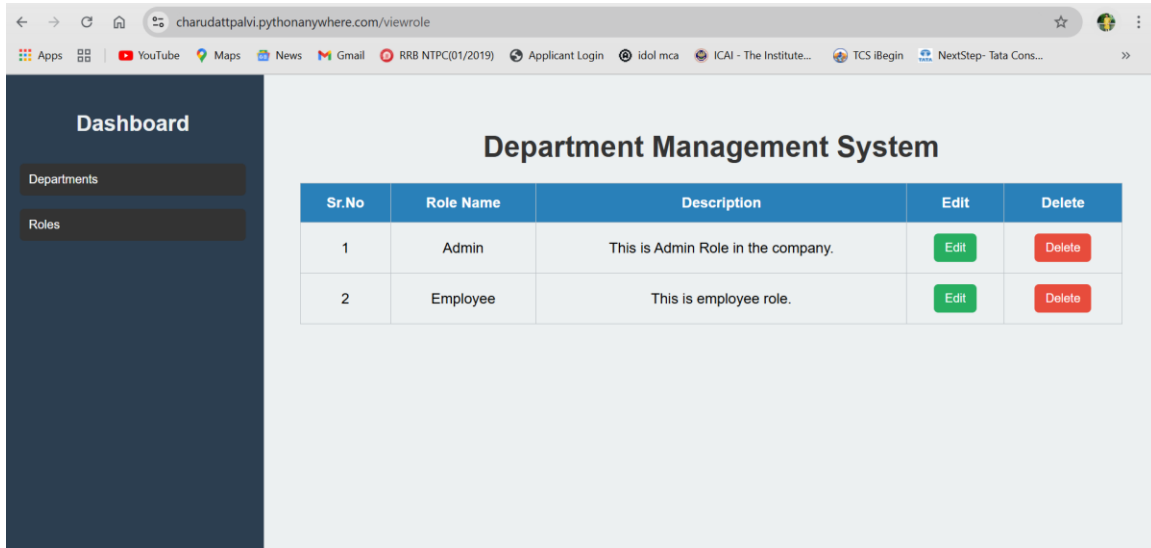 charudattpalvi.pythonanywhere.com/viewrole
Apps YouTube Maps News Gmail RRB NTPC(01/2019) Applicant Login idol mca ICAI - The Institute... TCS iBegin NextStep- Tata Cons... »
Dashboard
Departments
Roles
Department Management System
Sr.No Role Name Description Edit Delete
1 Admin This is Admin Role in the company. Edit Delete
2 Employee This is employee role. Edit Delete